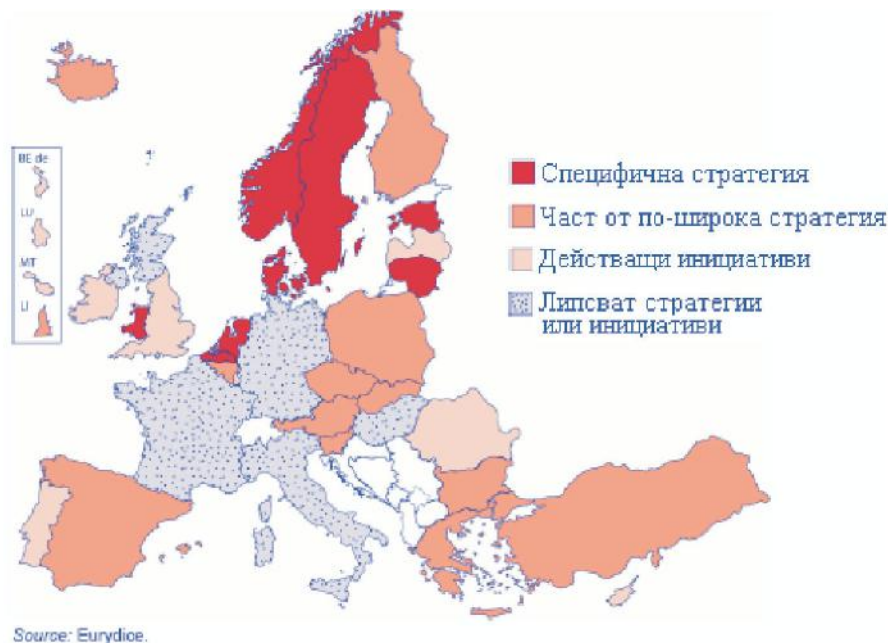 BE de
LU
MT
LI
Специфична стратегия
Част от по-широка стратегия
Действащи инициативи
Липсват стратегии
или инициативи
Source: Eurydice.